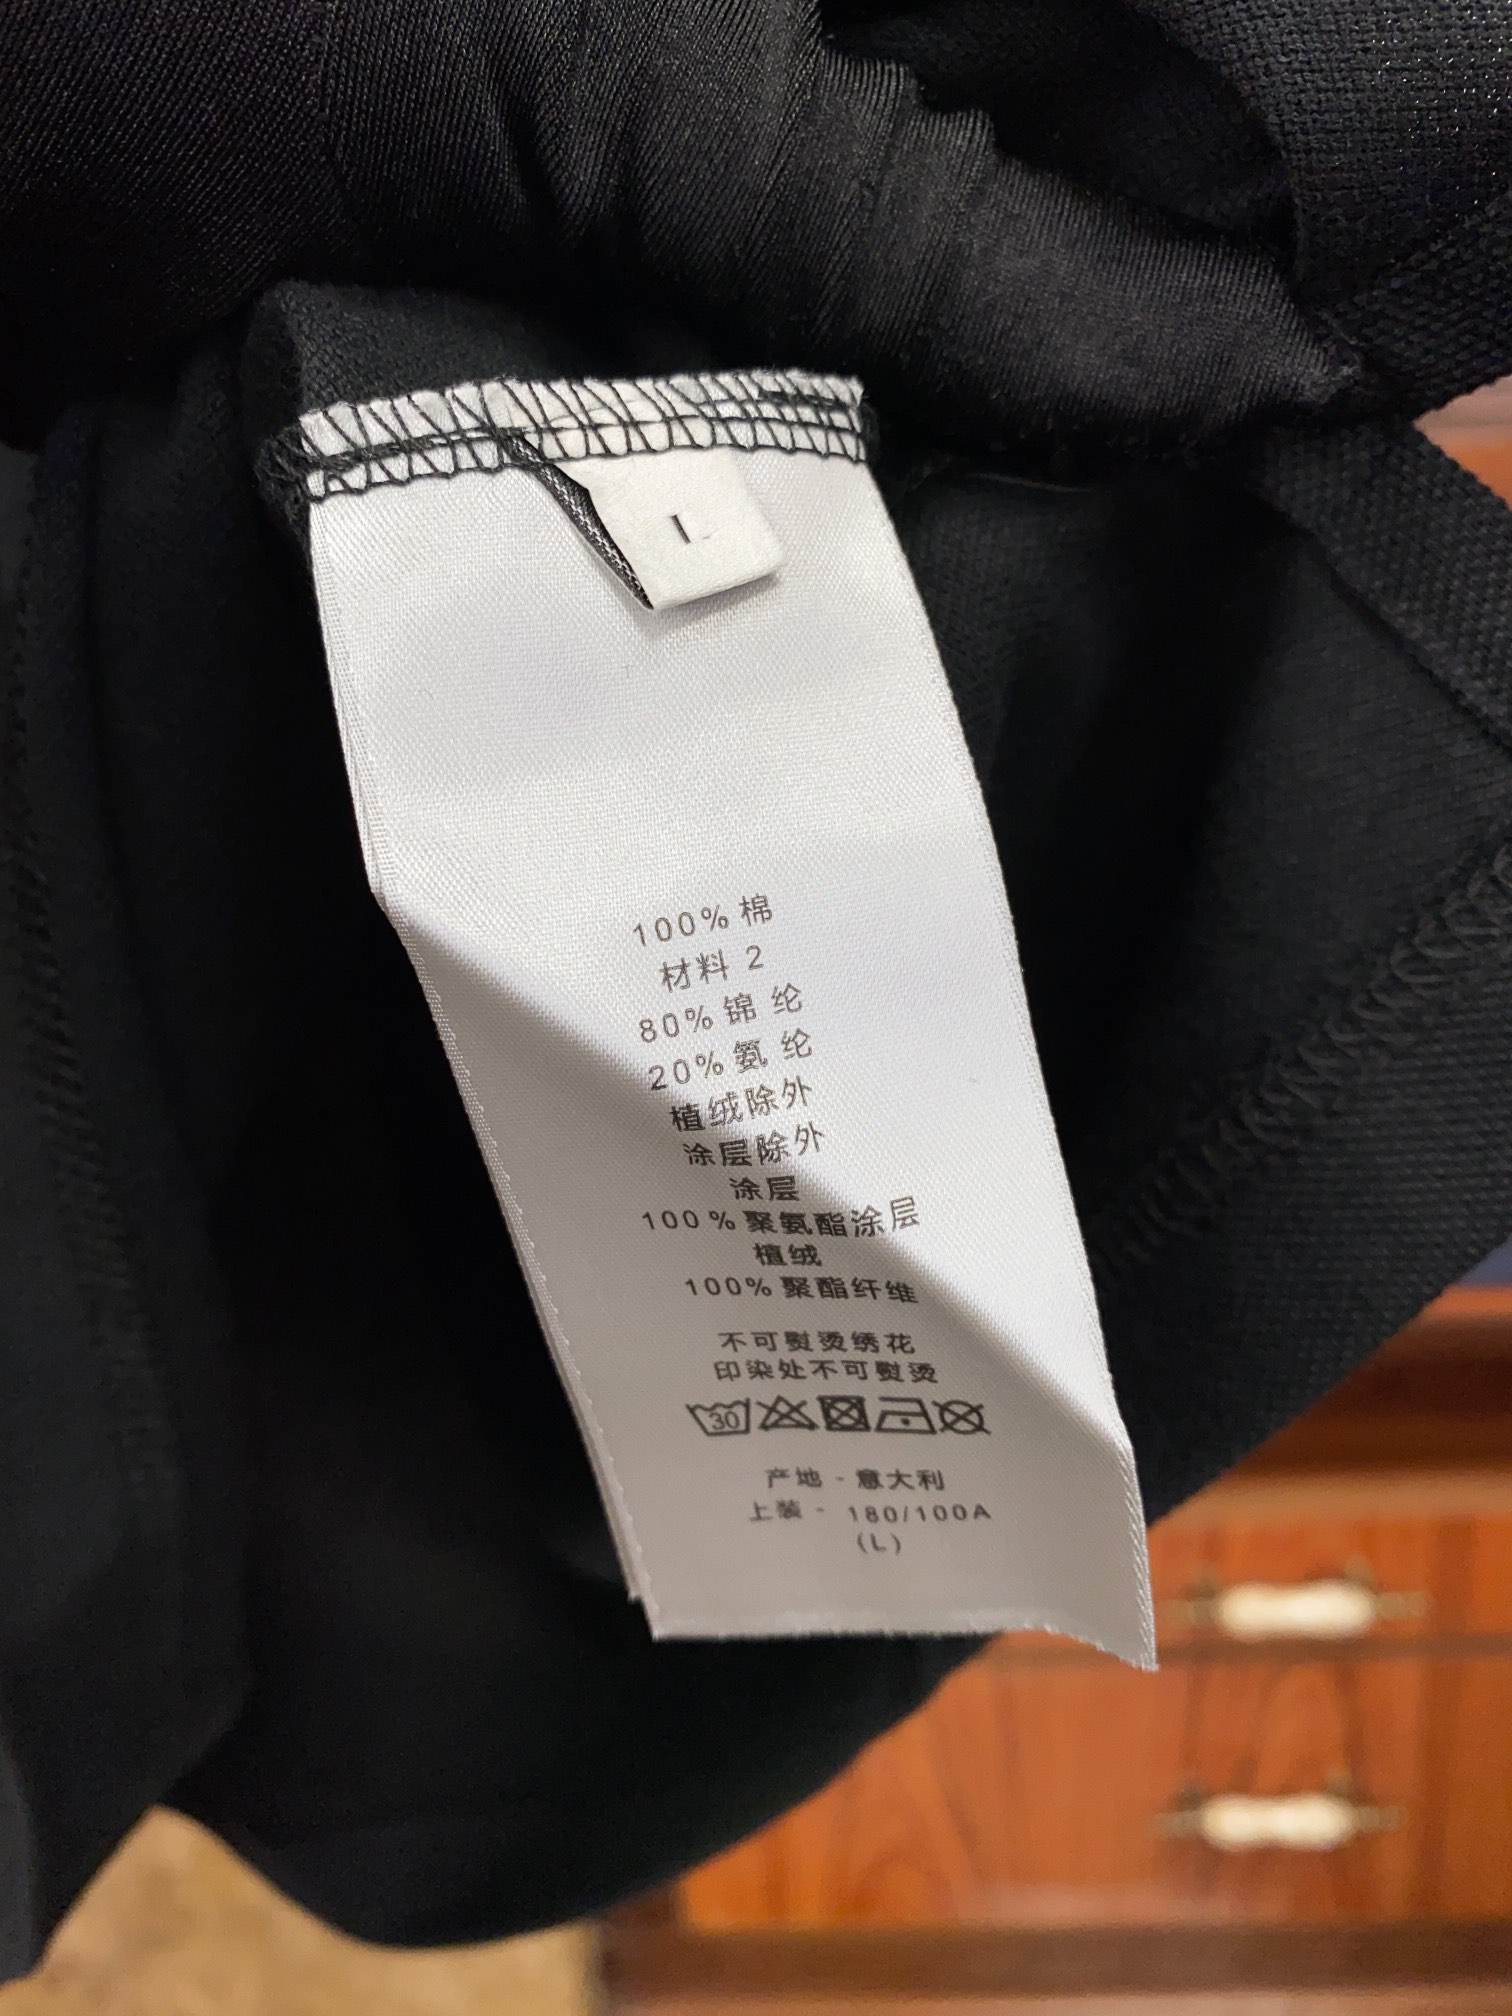 L
100%棉
材料 2
80%锦 纶
20%氨 纶
植绒除外
涂层除外
涂层
100%聚氨酯涂层
植绒
100%聚酯纤维
不可熨烫绣花
印染处不可熨烫
30
产地 - 意大利
上装 - 180/100A
(L)